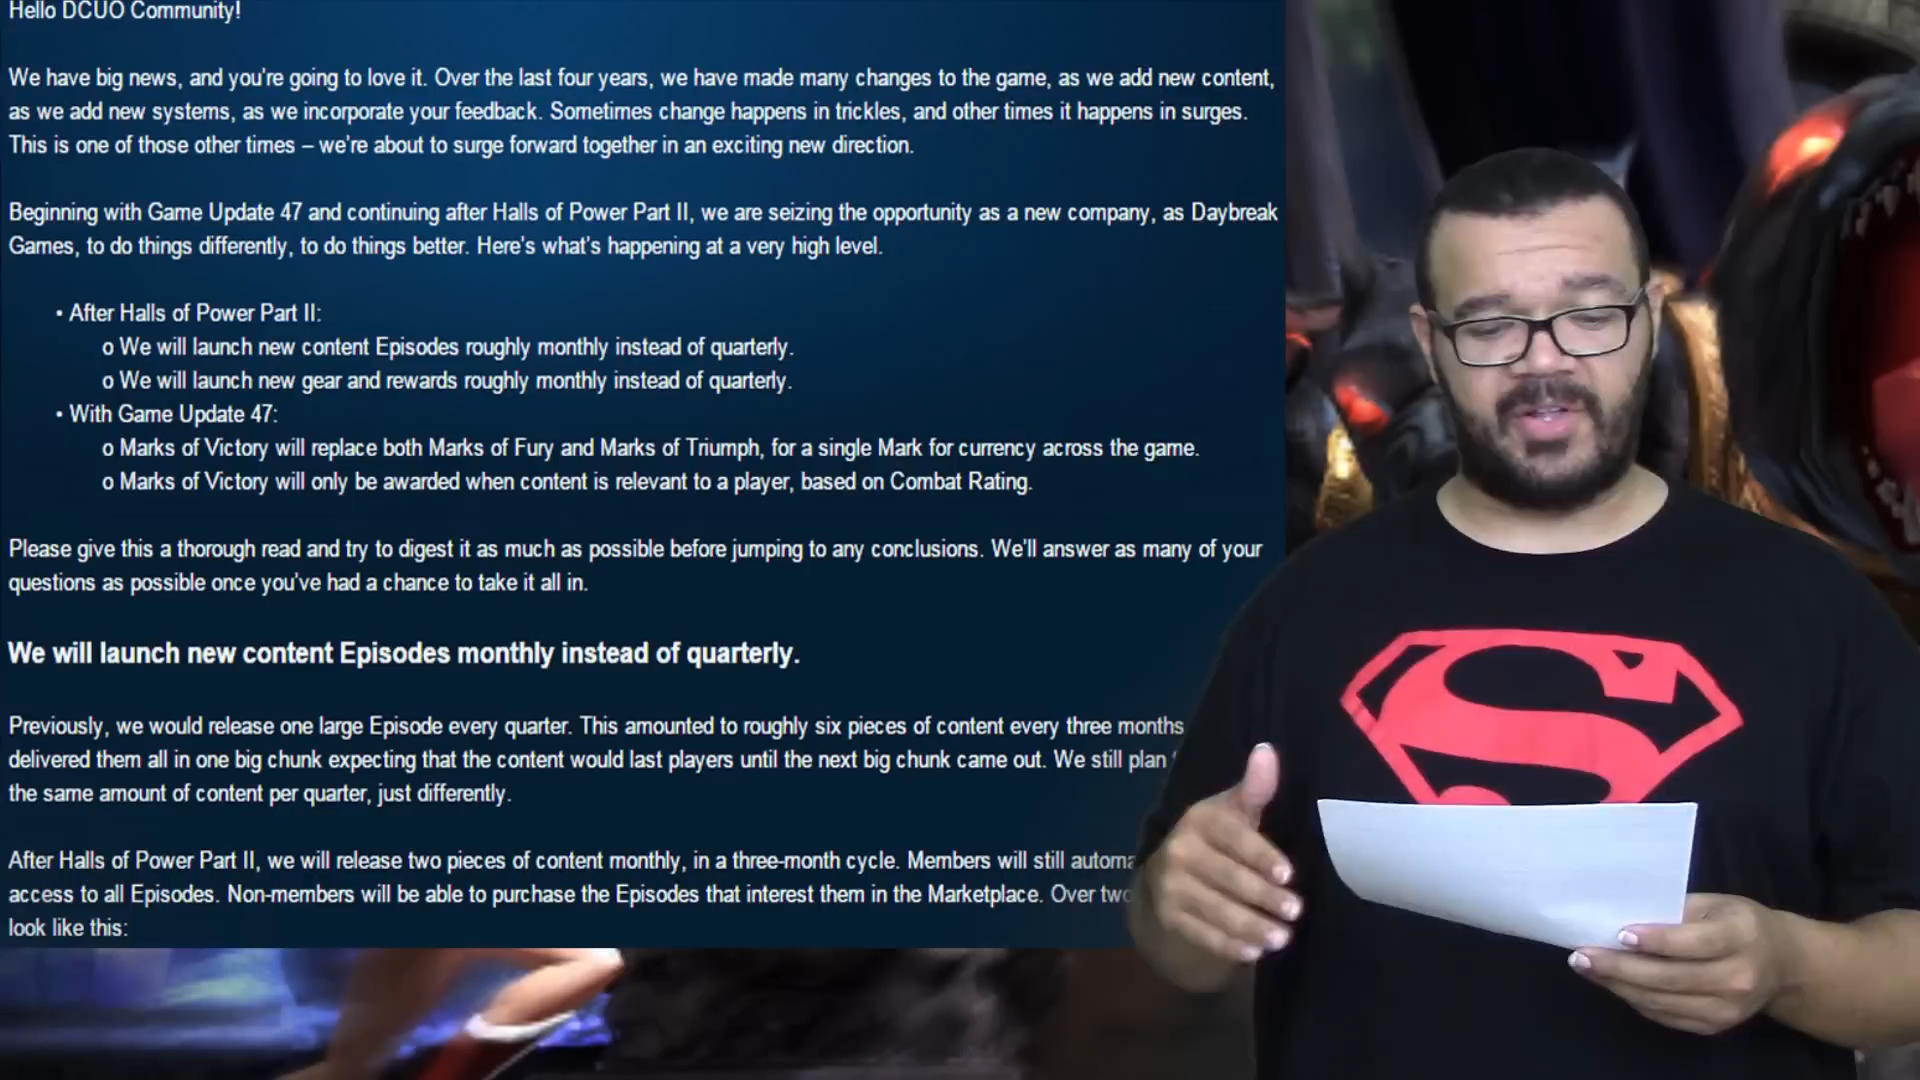 Hello DCUO Community!
We have big news, and you're going to love it. Over the last four years, we have made many changes to the game, as we add new content,
as we add new systems, as we incorporate your feedback. Sometimes change happens in trickles, and other times it happens in surges.
This is one of those other times – we're about to surge forward together in an exciting new direction.
Beginning with Game Update 47 and continuing after Halls of Power Part II, we are seizing the opportunity as a new company, as Daybreak
Games, to do things differently, to do things better. Here's what's happening at a very high level.
• After Halls of Power Part II:
o We will launch new content Episodes roughly monthly instead of quarterly.
o We will launch new gear and rewards roughly monthly instead of quarterly.
• With Game Update 47:
o Marks of Victory will replace both Marks of Fury and Marks of Triumph, for a single Mark for currency across the game.
o Marks of Victory will only be awarded when content is relevant to a player, based on Combat Rating.
Please give this a thorough read and try to digest it as much as possible before jumping to any conclusions. We'll answer as many of your
questions as possible once you've had a chance to take it all in.
We will launch new content Episodes monthly instead of quarterly.
Previously, we would release one large Episode every quarter. This amounted to roughly six pieces of content every three months
delivered them all in one big chunk expecting that the content would last players until the next big chunk came out. We still plan
the same amount of content per quarter, just differently.
After Halls of Power Part II, we will release two pieces of content monthly, in a three-month cycle. Members will still
access to all Episodes. Non-members will be able to purchase the Episodes that interest them in the Marketplace. Over
look like this: